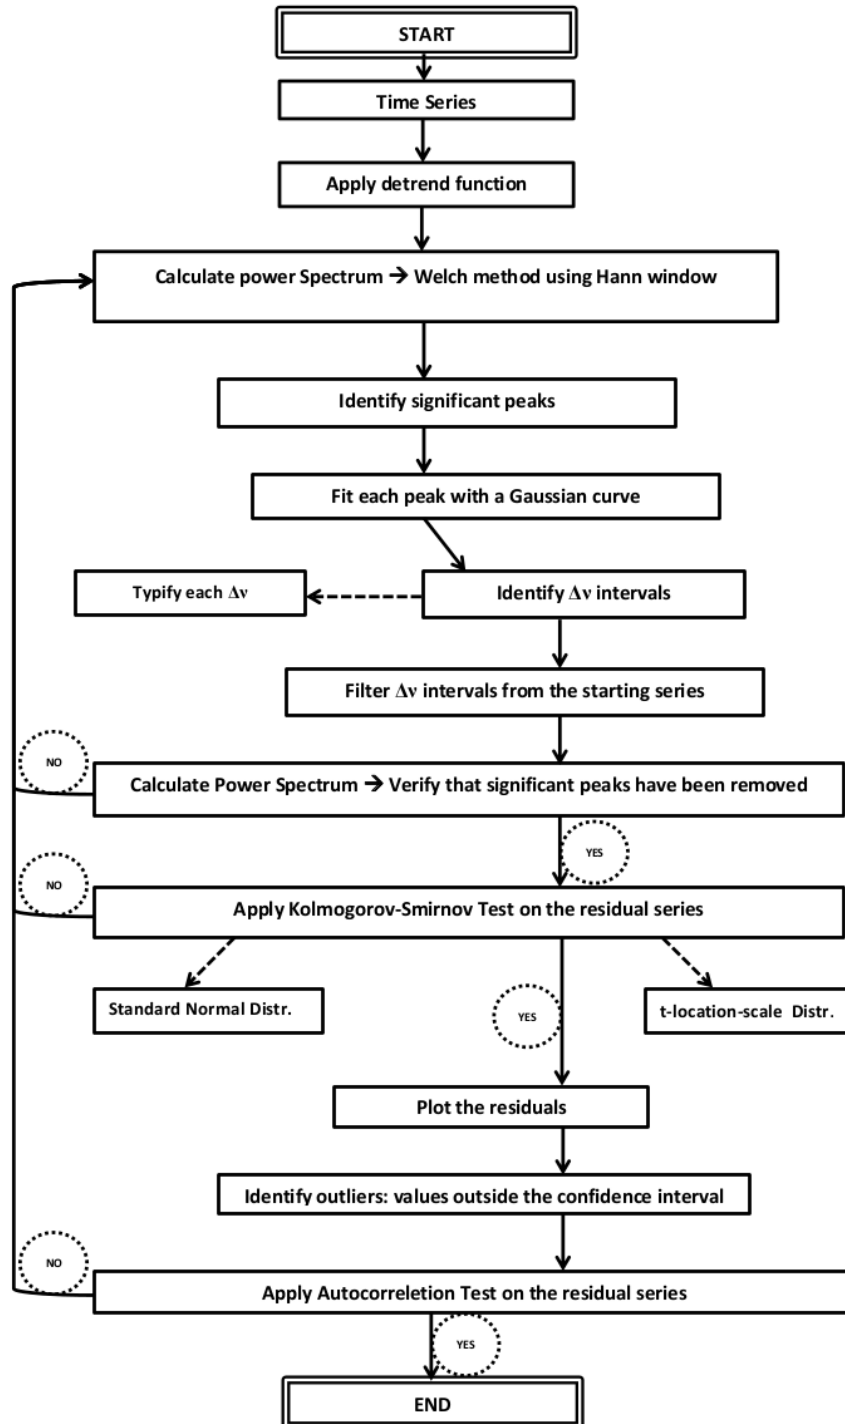 START
Time Series
Apply detrend function
Calculate power Spectrum → Welch method using Hann window
Identify significant peaks
Fit each peak with a Gaussian curve
Typify each Δν
Identify Δν intervals
Filter Δν intervals from the starting series
NO
Calculate Power Spectrum → Verify that significant peaks have been removed
YES
NO
Apply Kolmogorov-Smirnov Test on the residual series
Standard Normal Distr.
YES
t-location-scale Distr.
Plot the residuals
Identify outliers: values outside the confidence interval
NO
Apply Autocorreletion Test on the residual series
YES
END